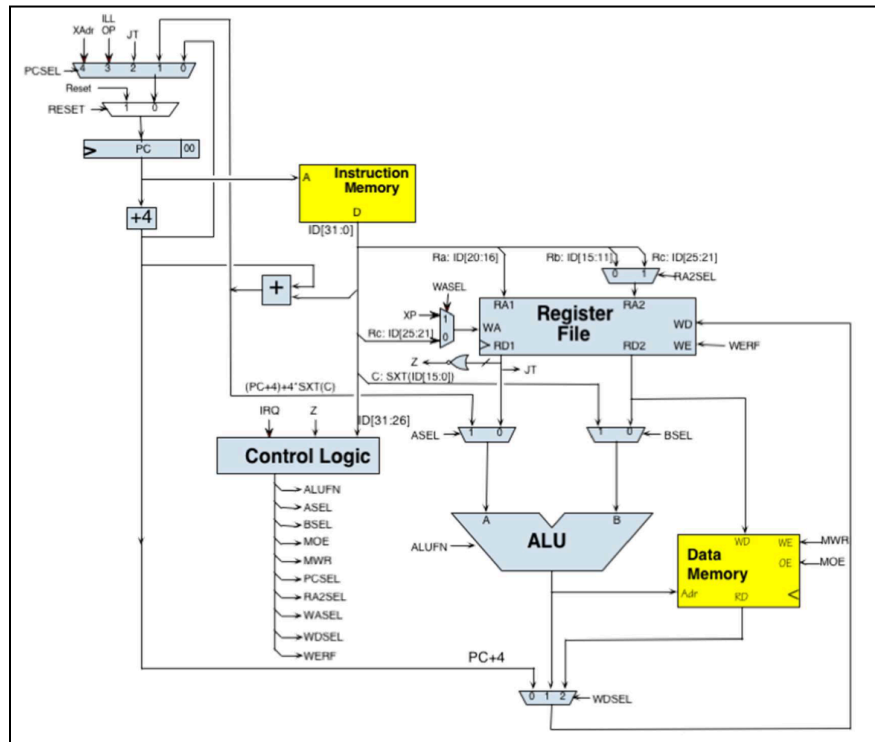 ILL
XAdr OP JT
4 3 2 1 0
PCSEL
Reset
RESET 1 0
PC 00
A Instruction
Memory
D
+4
ID[31:0]
Ra: ID[20:16] Rb: ID[15:11] Rc: ID[25:21]
0 1 RA2SEL
+
WASEL
XP 1
Rc: ID[25:21] 0
RA1 RA2
WA Register
File WD
RD1 RD2 WE WERF
Z JT
C: SXT(ID[15:0])
(PC+4)+4*SXT(C)
IRQ Z ID[31:26]
ASEL 1 0 1 0 BSEL
Control Logic
ALUFN
ASEL
BSEL
MOE
MWR
PCSEL
RA2SEL
WASEL
WDSEL
WERF
A B
ALU
ALUFN
WD WE MWR
Data OE MOE
Memory
Adr RD
PC+4
0 1 2 WDSEL